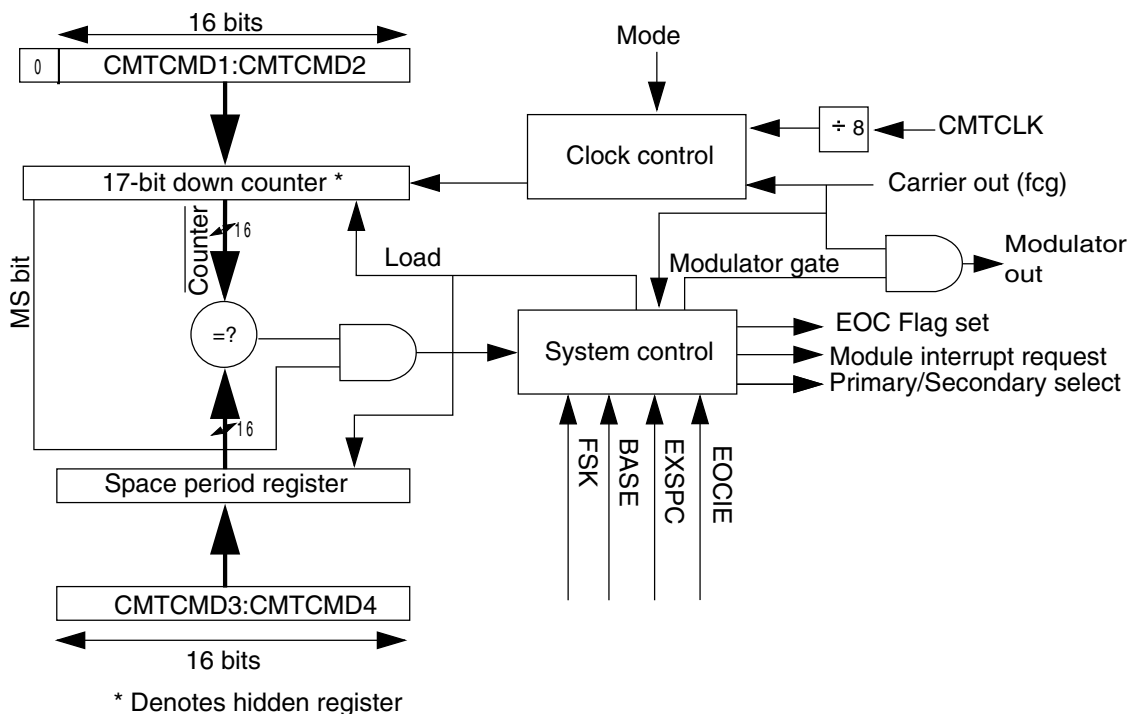 16 bits
0
CMTCMD1:CMTCMD2
Mode
÷ 8
CMTCLK
Clock control
17-bit down counter *
Carrier out (fcg)
16
Counter
MS bit
Load
Modulator gate
Modulator
out
=?
System control
EOC Flag set
Module interrupt request
Primary/Secondary select
16
FSK
BASE
EXSPC
EOCIE
Space period register
CMTCMD3:CMTCMD4
16 bits
* Denotes hidden register